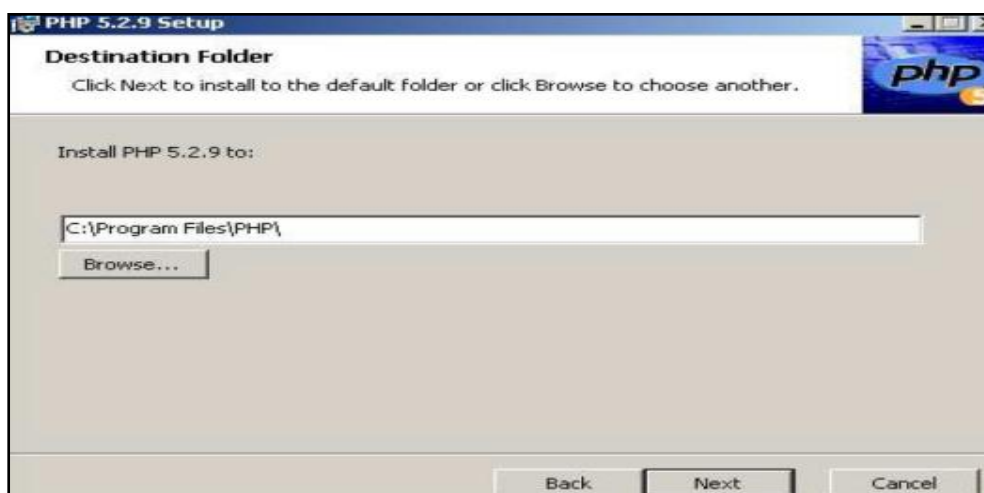 PHP 5.2.9 Setup
Destination Folder
Click Next to install to the default folder or click Browse to choose another.
php
Install PHP 5.2.9 to:
C:\Program Files\PHP\
Browse...
Back Next Cancel